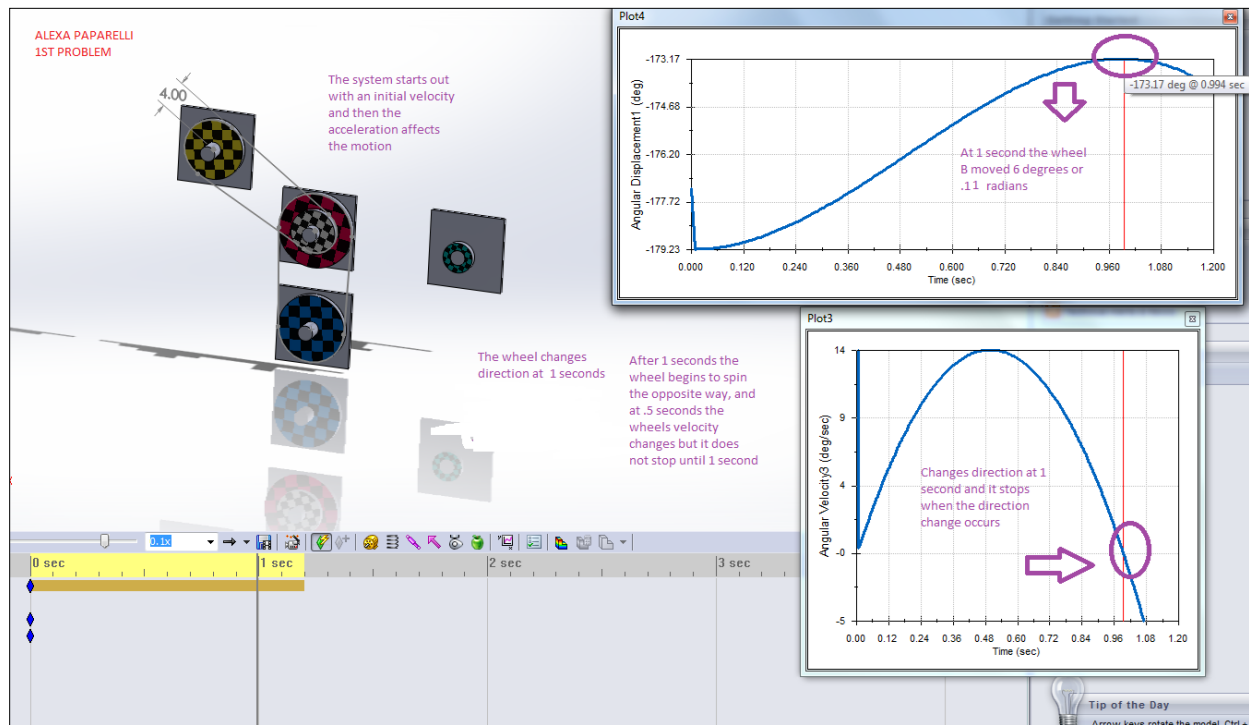 ALEXA PAPARELLI
1ST PROBLEM
The system starts out
with an initial velocity
and then the
acceleration affects
the motion
4.00
The wheel changes
direction at 1 seconds
After 1 seconds the
wheel begins to spin
the opposite way, and
at .5 seconds the
wheels velocity
changes but it does
not stop until 1 second
Plot4
-173.17
-174.68
-176.20
-177.72
-179.23
Angular Displacement1 (deg)
0.000 0.120 0.240 0.360 0.480 0.600 0.720 0.840 0.960 1.080 1.200
Time (sec)
-173.17 deg @ 0.994 sec
At 1 second the wheel
B moved 6 degrees or
.11 radians
Plot3
14
9
4
-0
-5
Angular Velocity3 (deg/sec)
0.00 0.12 0.24 0.36 0.48 0.60 0.72 0.84 0.96 1.08 1.20
Time (sec)
Changes direction at 1
second and it stops
when the direction
change occurs
0.1x
0 sec 1 sec 2 sec 3 sec
Tip of the Day
Arrow keys rotate the model. Ctrl +